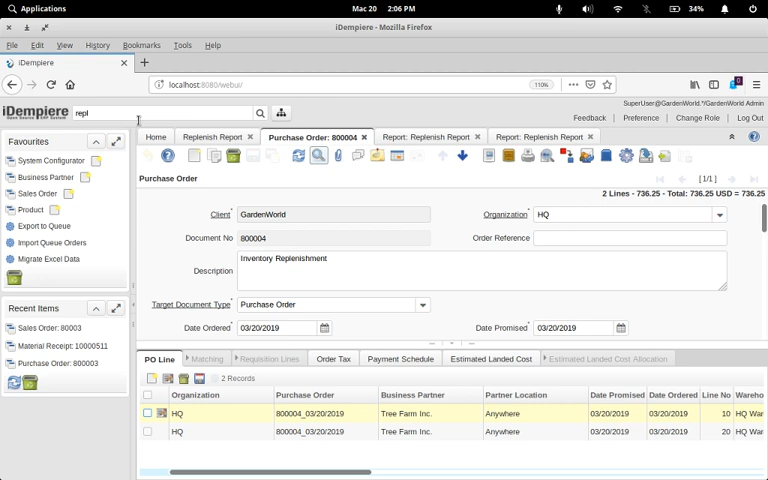 Applications
Mac 20 2:06 PM
34%
iDempiere - Mozilla Firefox
File Edit View History Bookmarks Tools Help
iDempiere
localhost:8080/webui/
110%
SuperUser@GardenWorld.*/GardenWorld Admin
iDempiere
repl
Feedback Preference Change Role Log Out
Favourites
System Configurator
Business Partner
Sales Order
Product
Export to Queue
Import Queue Orders
Migrate Excel Data
Recent Items
Sales Order: 80003
Material Receipt: 10000511
Purchase Order: 800003
Home Replenish Report Purchase Order: 800004 Report: Replenish Report Report: Replenish Report
Purchase Order
[1/1]
2 Lines - 736.25 - Total: 736.25 USD = 736.25
Client GardenWorld Organization HQ
Document No 800004 Order Reference
Description Inventory Replenishment
Target Document Type Purchase Order
Date Ordered 03/20/2019 Date Promised 03/20/2019
PO Line Matching Requisition Lines Order Tax Payment Schedule Estimated Landed Cost Estimated Landed Cost Allocation
2 Records
Organization Purchase Order Business Partner Partner Location Date Promised Date Ordered Line No Wareho
HQ 800004_03/20/2019 Tree Farm Inc. Anywhere 03/20/2019 03/20/2019 10 HQ War
HQ 800004_03/20/2019 Tree Farm Inc. Anywhere 03/20/2019 03/20/2019 20 HQ War